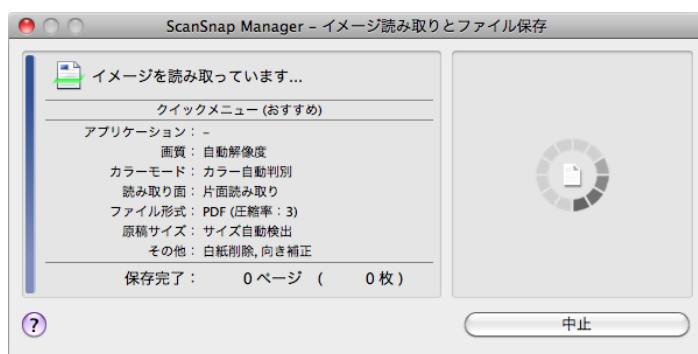 ScanSnap Manager – イメージ読み取りとファイル保存
イメージを読み取っています...
クイックメニュー (おすすめ)
アプリケーション： –
画質： 自動解像度
カラーモード： カラー自動判別
読み取り面： 片面読み取り
ファイル形式： PDF (圧縮率：3)
原稿サイズ： サイズ自動検出
その他： 白紙削除, 向き補正
保存完了： 0 ページ ( 0 枚 )
?
中止